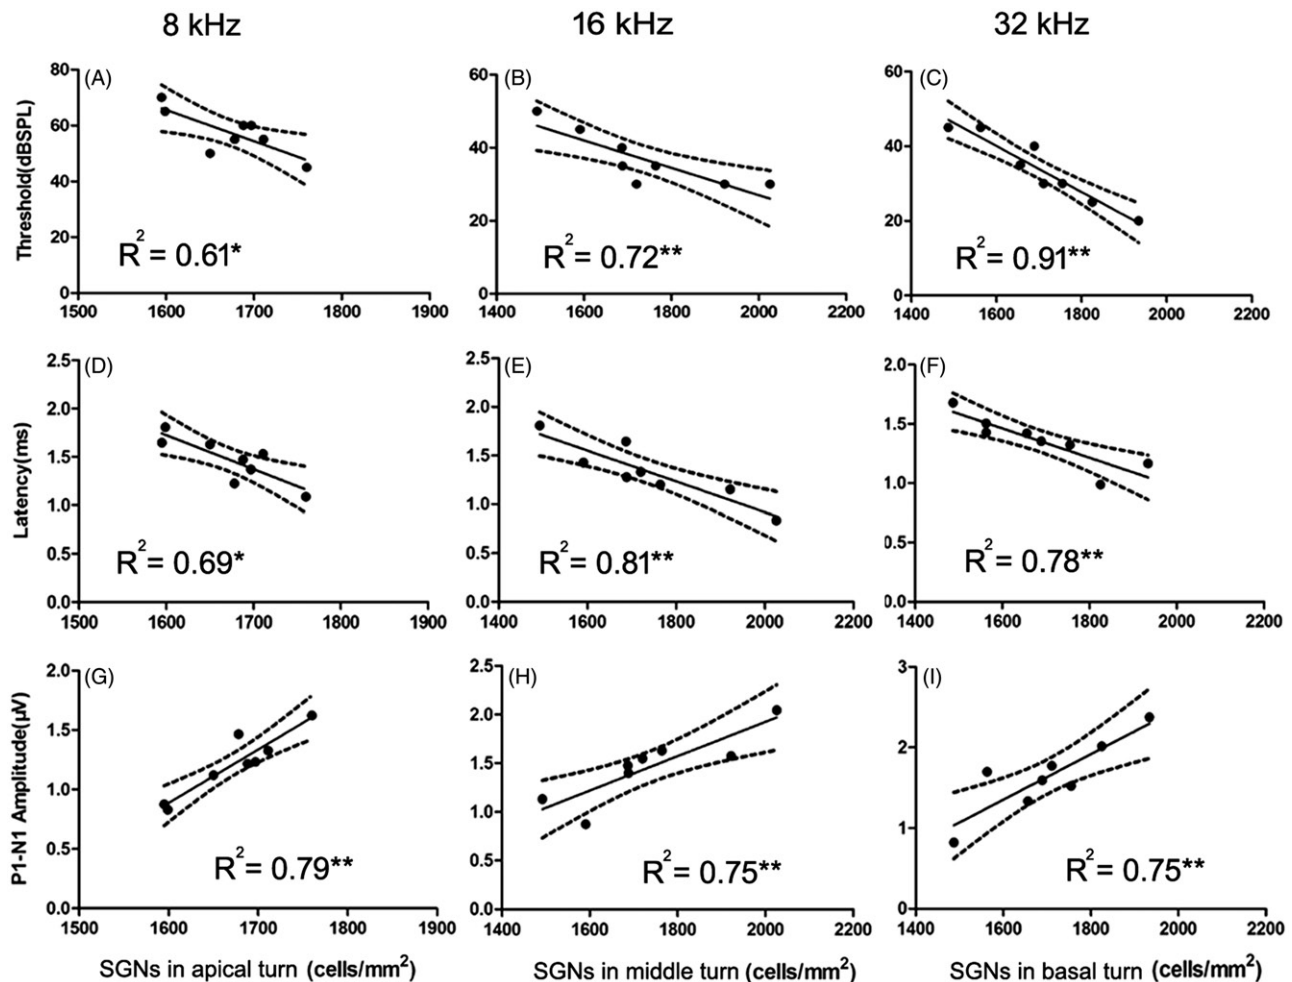 8 kHz 16 kHz 32 kHz
Threshold(dBSPL)
(A)
80
60
40
20
0
R² = 0.61*
1500 1600 1700 1800 1900
(B)
60
40
20
0
R² = 0.72**
1400 1600 1800 2000 2200
(C)
60
40
20
0
R² = 0.91**
1400 1600 1800 2000 2200
Latency(ms)
(D)
2.5
2.0
1.5
1.0
0.5
0.0
R² = 0.69*
1500 1600 1700 1800 1900
(E)
2.5
2.0
1.5
1.0
0.5
0.0
R² = 0.81**
1400 1600 1800 2000 2200
(F)
2.0
1.5
1.0
0.5
0.0
R² = 0.78**
1400 1600 1800 2000 2200
P1-N1 Amplitude(µV)
(G)
2.0
1.5
1.0
0.5
0.0
R² = 0.79**
1500 1600 1700 1800 1900
SGNs in apical turn (cells/mm²)
(H)
2.5
2.0
1.5
1.0
0.5
0.0
R² = 0.75**
1400 1600 1800 2000 2200
SGNs in middle turn (cells/mm²)
(I)
3
2
1
0
R² = 0.75**
1400 1600 1800 2000 2200
SGNs in basal turn (cells/mm²)